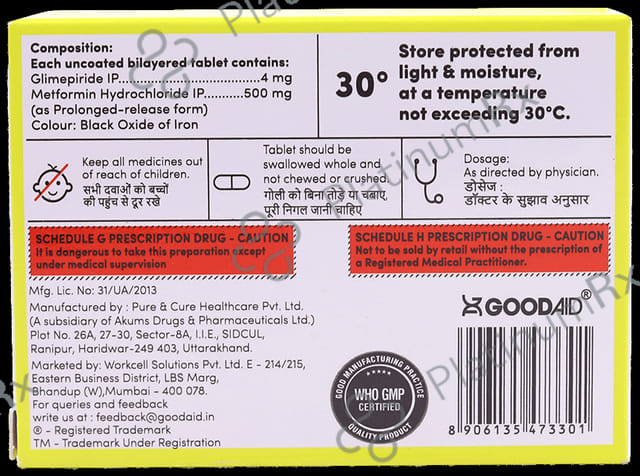 Composition:
Each uncoated bilayered tablet contains:
Glimepiride IP..................................4 mg
Metformin Hydrochloride IP..........500 mg
(as Prolonged-release form)
Colour: Black Oxide of Iron
30°
Store protected from
light & moisture,
at a temperature
not exceeding 30°C.
Keep all medicines out
of reach of children.
सभी दवाओं को बच्चों
की पहुंच से दूर रखे
Tablet should be
swallowed whole and
not chewed or crushed.
गोली को बिना तोड़े या चबाए,
पूरी निगल जानी चाहिए
Dosage:
As directed by physician.
डोसेज :
डॉक्टर के सुझाव अनुसार
SCHEDULE G PRESCRIPTION DRUG - CAUTION
It is dangerous to take this preparation except
under medical supervision
SCHEDULE H PRESCRIPTION DRUG - CAUTION
Not to be sold by retail without the prescription of
a Registered Medical Practitioner.
Mfg. Lic. No: 31/UA/2013
Manufactured by : Pure & Cure Healthcare Pvt. Ltd.
(A subsidiary of Akums Drugs & Pharmaceuticals Ltd.)
Plot No. 26A, 27-30, Sector-8A, I.I.E., SIDCUL,
Ranipur, Haridwar-249 403, Uttarakhand.
Marketed by: Workcell Solutions Pvt. Ltd. E - 214/215,
Eastern Business District, LBS Marg,
Bhandup (W),Mumbai - 400 078.
For queries and feedback
write us at : feedback@goodaid.in
® - Registered Trademark
TM - Trademark Under Registration
GOOD MANUFACTURING PRACTICE
WHO GMP
CERTIFIED
QUALITY PRODUCT
GOODAID®
8 906135 473301
PlatinumRx
PlatinumRx